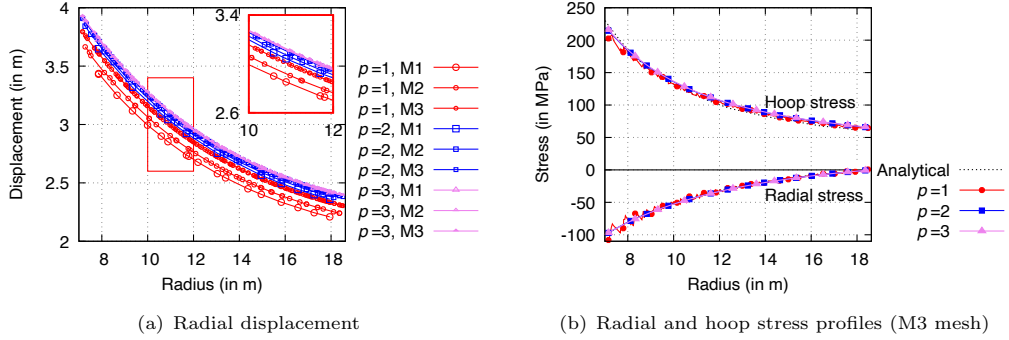 Displacement (in m)
4
3.5
3
2.5
2
8 10 12 14 16 18
Radius (in m)
3.4
2.6
10 12
p=1, M1
p=1, M2
p=1, M3
p=2, M1
p=2, M2
p=2, M3
p=3, M1
p=3, M2
p=3, M3
(a) Radial displacement
Stress (in MPa)
250
200
150
100
50
0
-50
-100
6 8 10 12 14 16 18
Radius (in m)
Hoop stress
Radial stress
Analytical
p=1
p=2
p=3
(b) Radial and hoop stress profiles (M3 mesh)